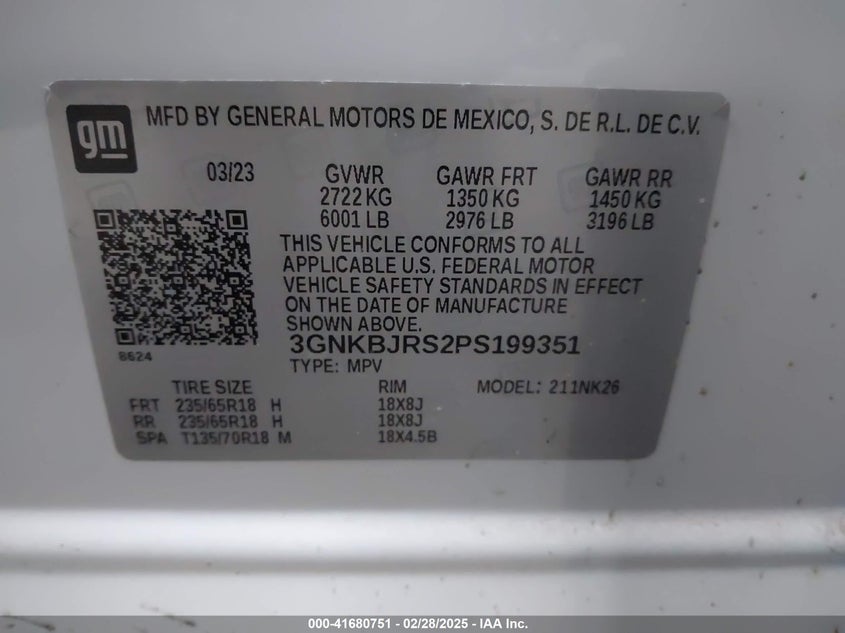 gm
MFD BY GENERAL MOTORS DE MEXICO, S. DE R.L. DE C.V.
03/23 GVWR GAWR FRT GAWR RR
2722 KG 1350 KG 1450 KG
6001 LB 2976 LB 3196 LB
THIS VEHICLE CONFORMS TO ALL
APPLICABLE U.S. FEDERAL MOTOR
VEHICLE SAFETY STANDARDS IN EFFECT
ON THE DATE OF MANUFACTURE
SHOWN ABOVE.
3GNKBJRS2PS199351
8624
TYPE: MPV
TIRE SIZE RIM MODEL: 211NK26
FRT 235/65R18 H 18X8J
RR 235/65R18 H 18X8J
SPA T135/70R18 M 18X4.5B
000-41680751 — 02/28/2025 — IAA Inc.